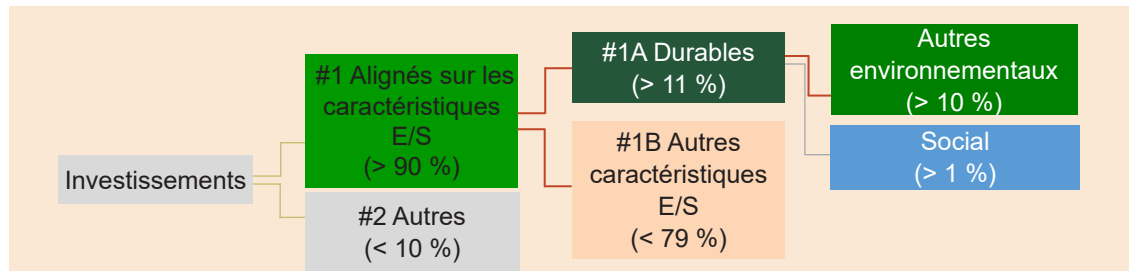 Investissements
#1 Alignés sur les
caractéristiques
E/S
(> 90 %)
#2 Autres
(< 10 %)
#1A Durables
(> 11 %)
#1B Autres
caractéristiques
E/S
(< 79 %)
Autres
environnementaux
(> 10 %)
Social
(> 1 %)